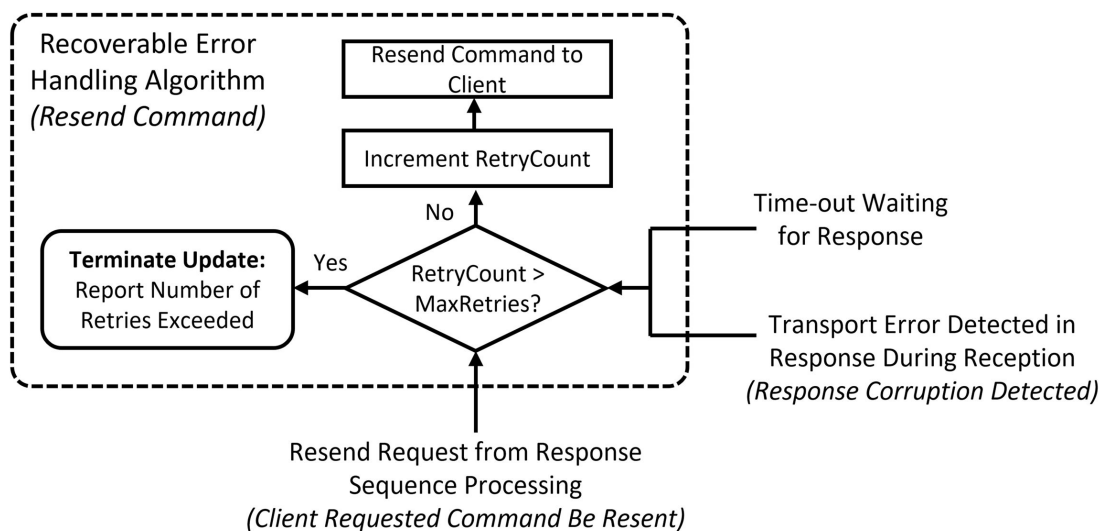 Recoverable Error
Handling Algorithm
(Resend Command)
Resend Command to
Client
Increment RetryCount
No
Yes
RetryCount >
MaxRetries?
Terminate Update:
Report Number of
Retries Exceeded
Time-out Waiting
for Response
Transport Error Detected in
Response During Reception
(Response Corruption Detected)
Resend Request from Response
Sequence Processing
(Client Requested Command Be Resent)